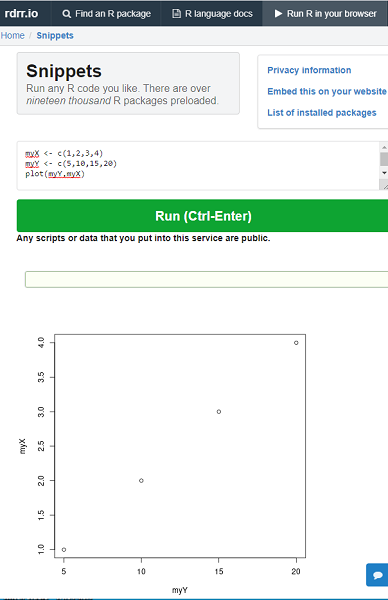 rdrr.io Find an R package R language docs Run R in your browser
Home / Snippets
Snippets
Run any R code you like. There are over
nineteen thousand R packages preloaded.
Privacy information
Embed this on your website
List of installed packages
myX <- c(1,2,3,4)
myY <- c(5,10,15,20)
plot(myY,myX)
Run (Ctrl-Enter)
Any scripts or data that you put into this service are public.
4.0
3.5
3.0
2.5
2.0
1.5
1.0
myX
5 10 15 20
myY